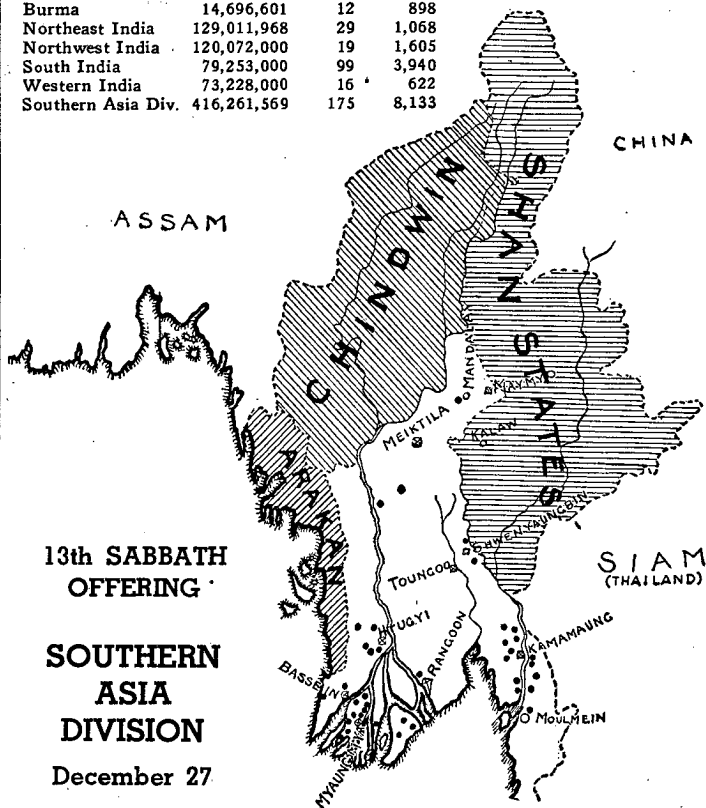 Burma 14,696,601 12 898
Northeast India 129,011,968 29 1,068
Northwest India 120,072,000 19 1,605
South India 79,253,000 99 3,940
Western India 73,228,000 16 622
Southern Asia Div. 416,261,569 175 8,133
CHINA
ASSAM
SHAN STATES
CHINDWIN
MAYMYO
MEIKTILA
KALAW
ARAKAN
SHWENYAUNGBIN
13th SABBATH
OFFERING
SIAM
(THAILAND)
TOUNGOO
HTUGYI
RANGOON
KAMAMAUNG
SOUTHERN
ASIA
DIVISION
BASSEIN
MOULMEIN
December 27